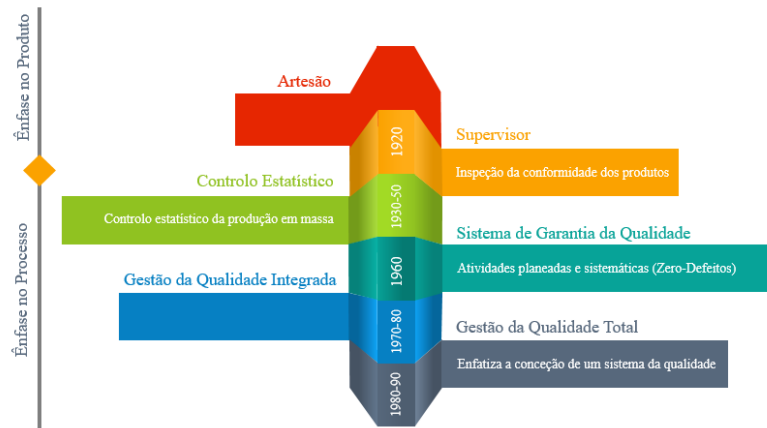 Ênfase no Produto
Artesão
1920
Supervisor
Inspeção da conformidade dos produtos
Controlo Estatístico
Controlo estatístico da produção em massa
1930-50
Sistema de Garantia da Qualidade
Atividades planeadas e sistemáticas (Zero-Defeitos)
1960
Ênfase no Processo
Gestão da Qualidade Integrada
1970-80
Gestão da Qualidade Total
Enfatiza a conceção de um sistema da qualidade
1980-90